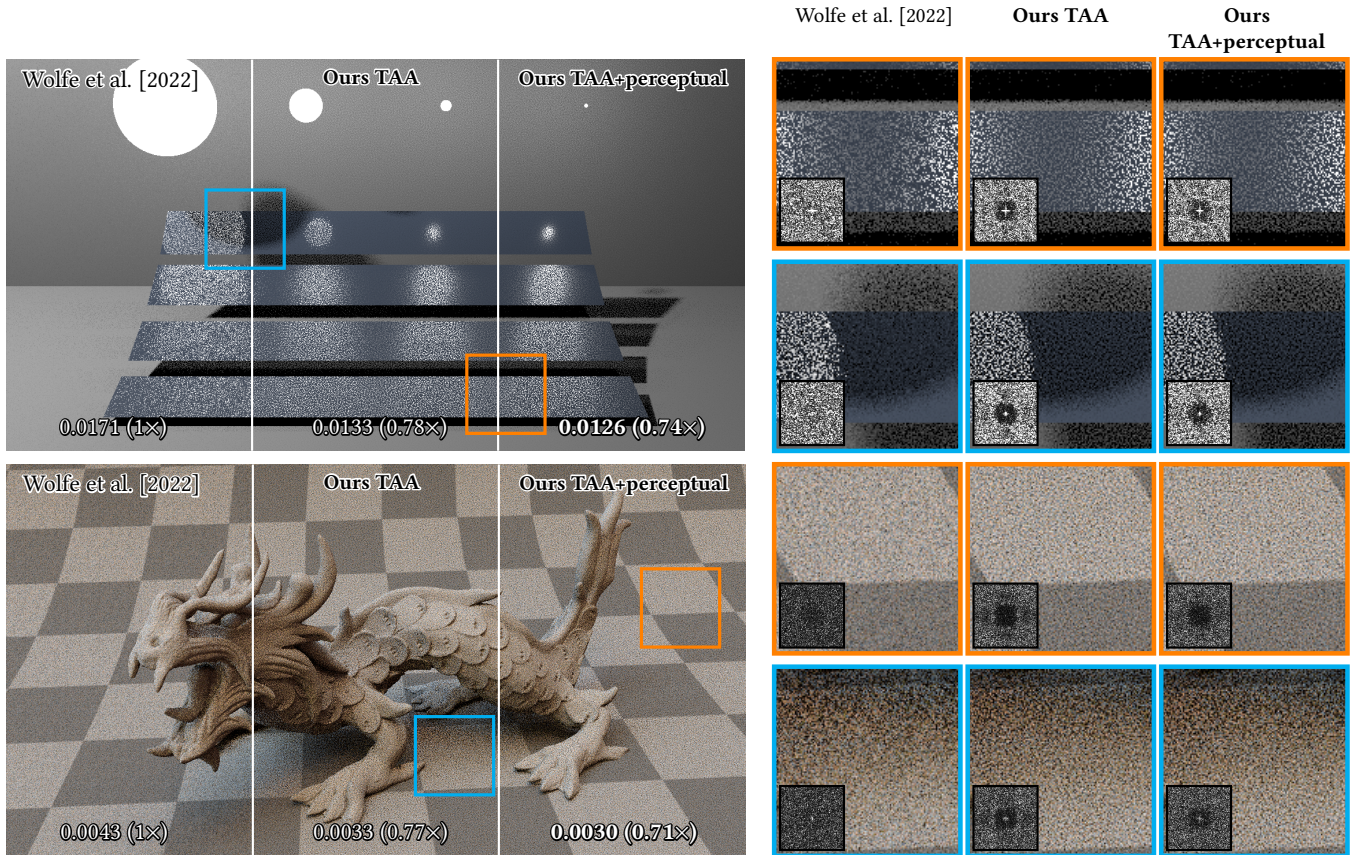 Wolfe et al. [2022] Ours TAA Ours
TAA+perceptual
Wolfe et al. [2022] Ours TAA Ours TAA+perceptual
0.0171 (1×) 0.0133 (0.78×) 0.0126 (0.74×)
Wolfe et al. [2022] Ours TAA Ours TAA+perceptual
0.0043 (1×) 0.0033 (0.77×) 0.0030 (0.71×)